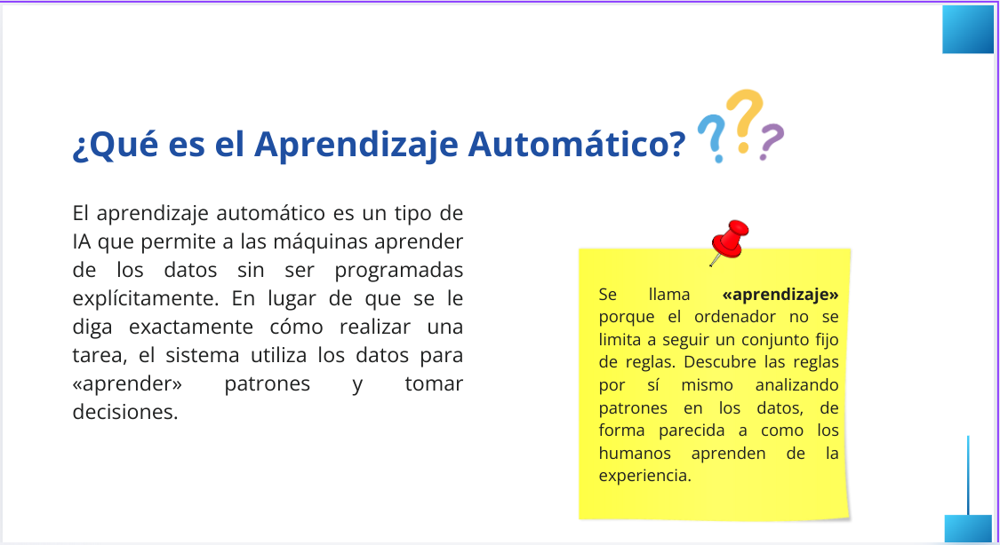 ¿Qué es el Aprendizaje Automático?
El aprendizaje automático es un tipo de
IA que permite a las máquinas aprender
de los datos sin ser programadas
explícitamente. En lugar de que se le
diga exactamente cómo realizar una
tarea, el sistema utiliza los datos para
«aprender» patrones y tomar
decisiones.
Se llama «aprendizaje»
porque el ordenador no se
limita a seguir un conjunto fijo
de reglas. Descubre las reglas
por sí mismo analizando
patrones en los datos, de
forma parecida a como los
humanos aprenden de la
experiencia.